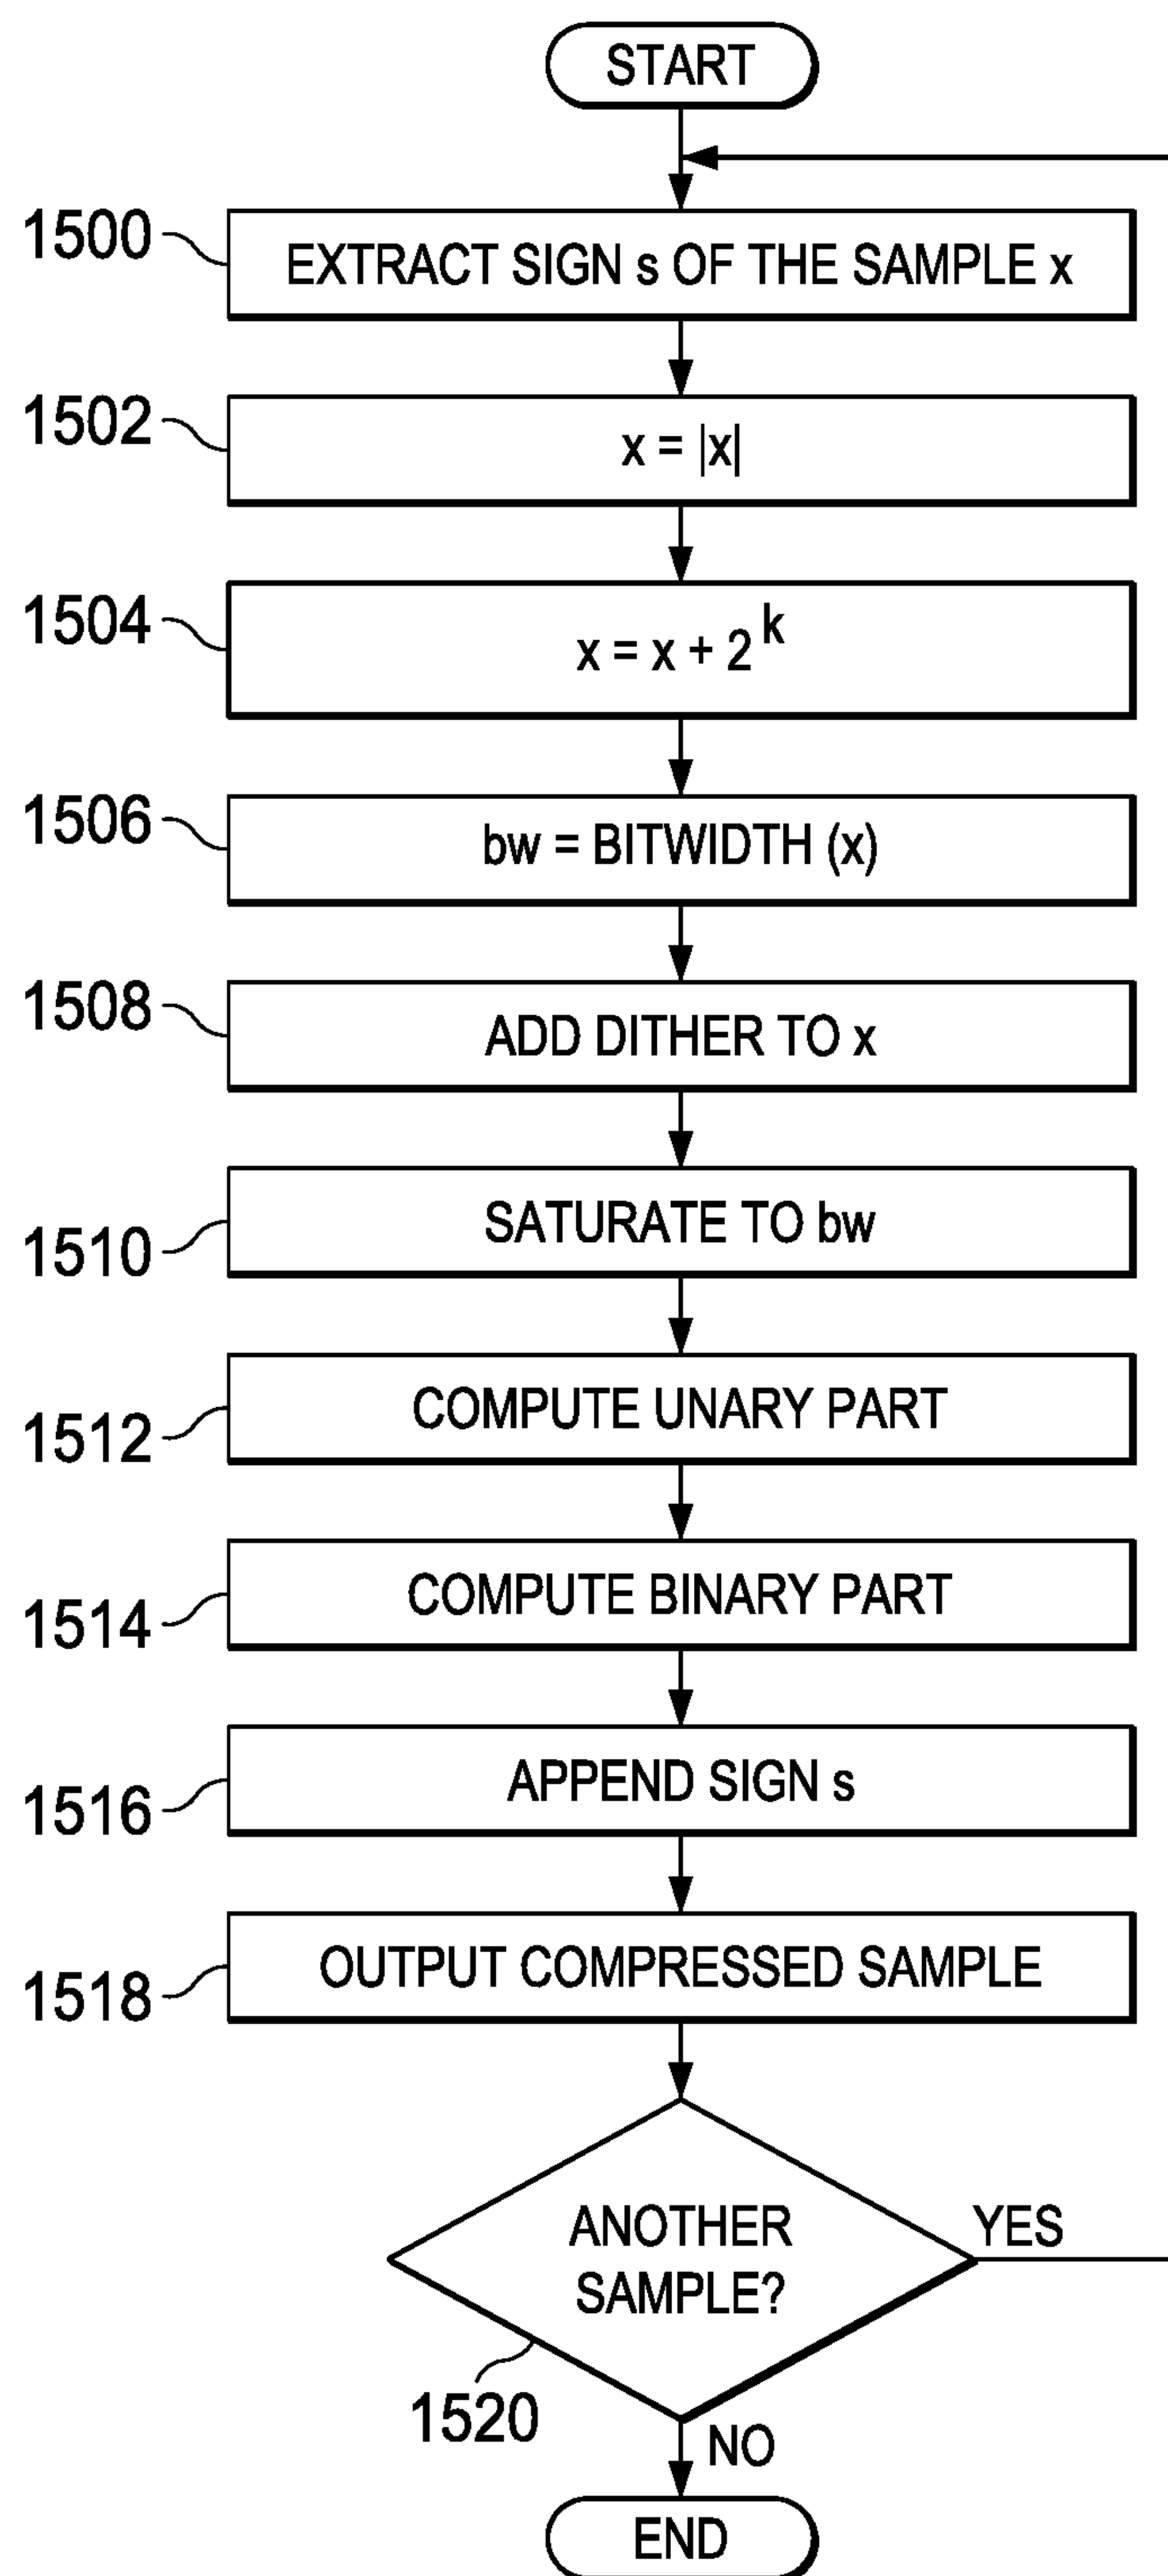 START
1500
EXTRACT SIGN s OF THE SAMPLE x
1502
x = |x|
1504
x = x + 2^k
1506
bw = BITWIDTH (x)
1508
ADD DITHER TO x
1510
SATURATE TO bw
1512
COMPUTE UNARY PART
1514
COMPUTE BINARY PART
1516
APPEND SIGN s
1518
OUTPUT COMPRESSED SAMPLE
ANOTHER
SAMPLE?
YES
1520
NO
END